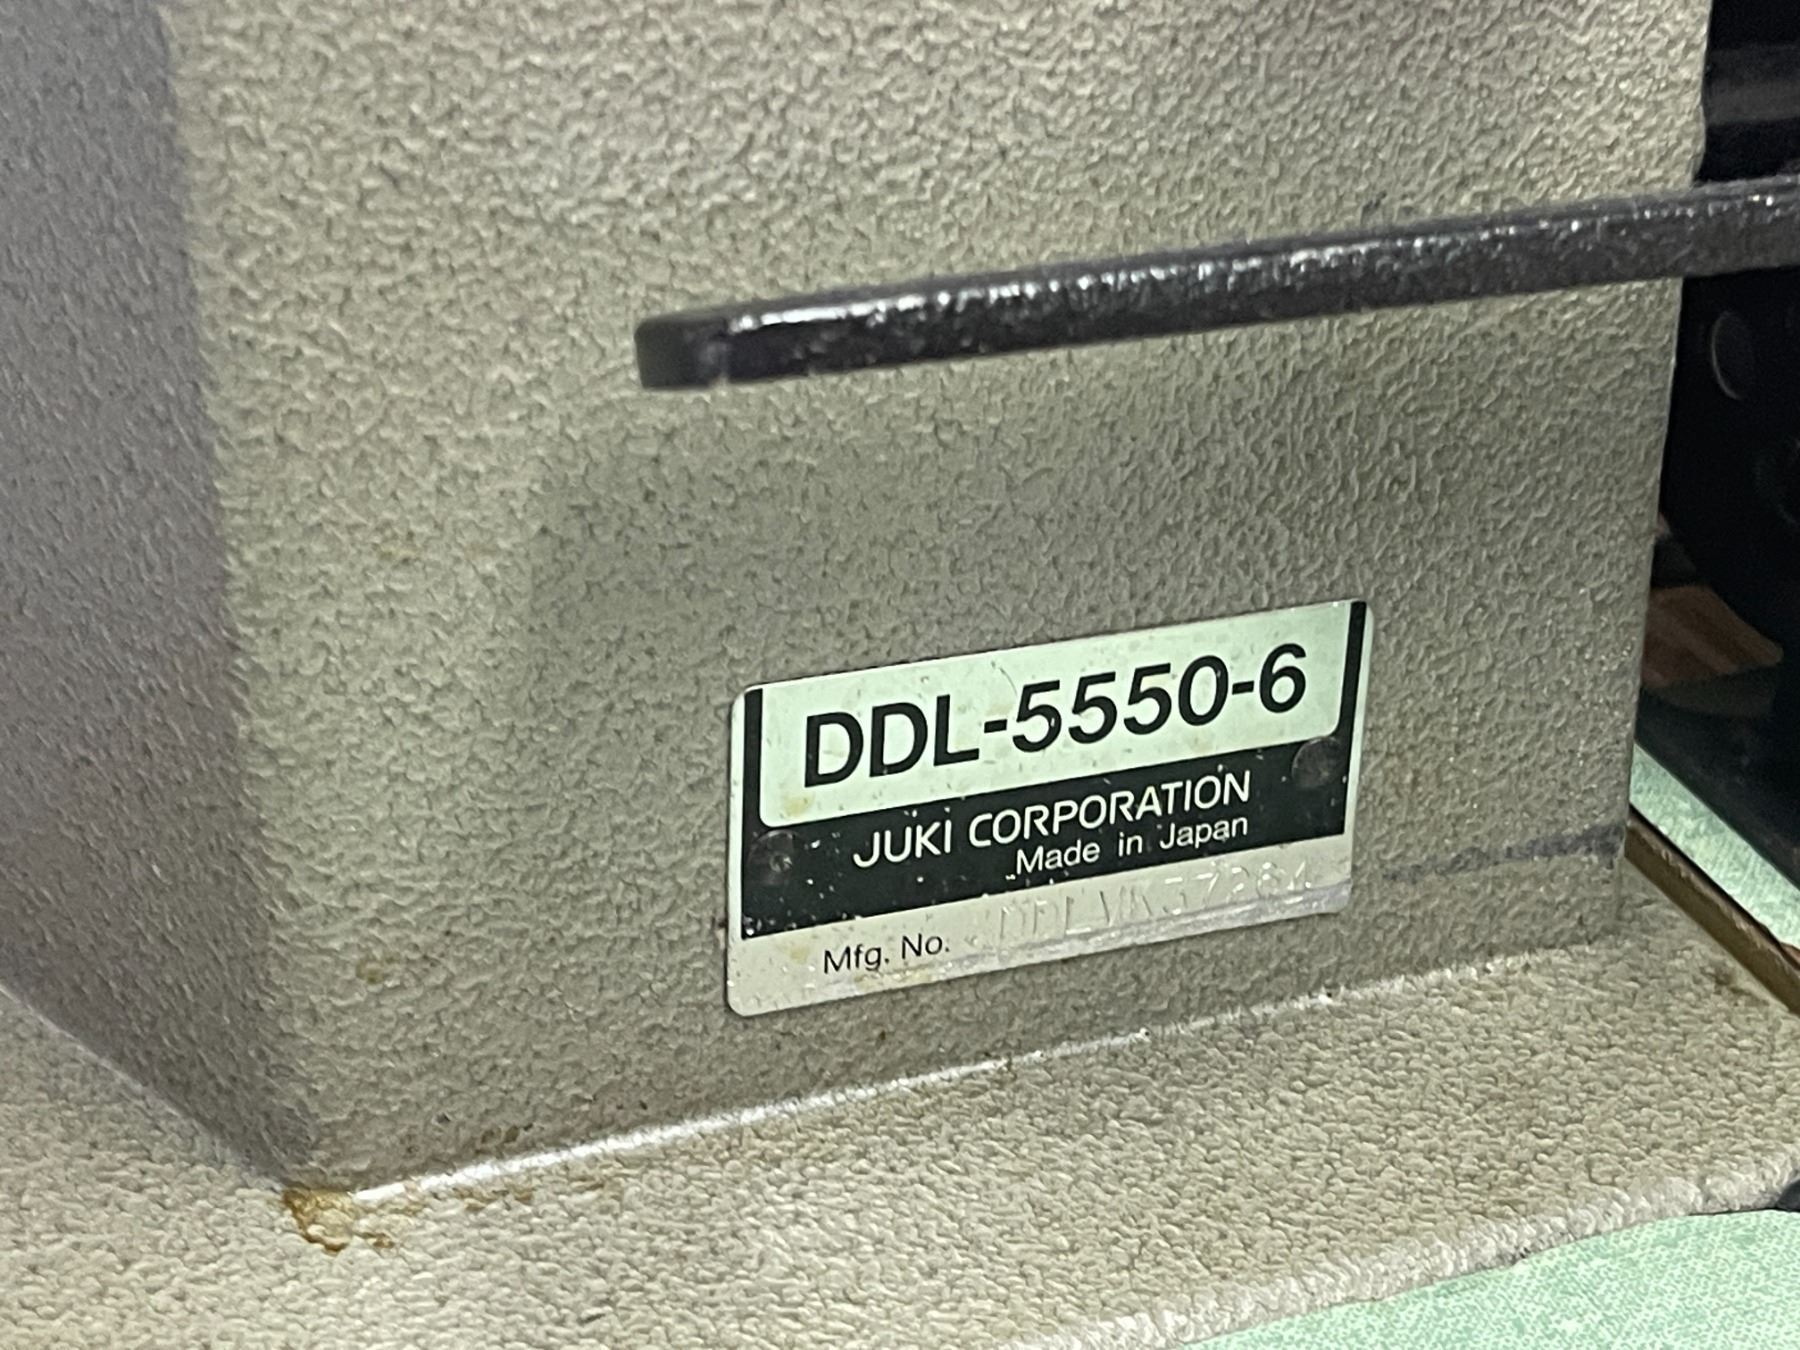 DDL-5550-6
JUKI CORPORATION
Made in Japan
Mfg. No.